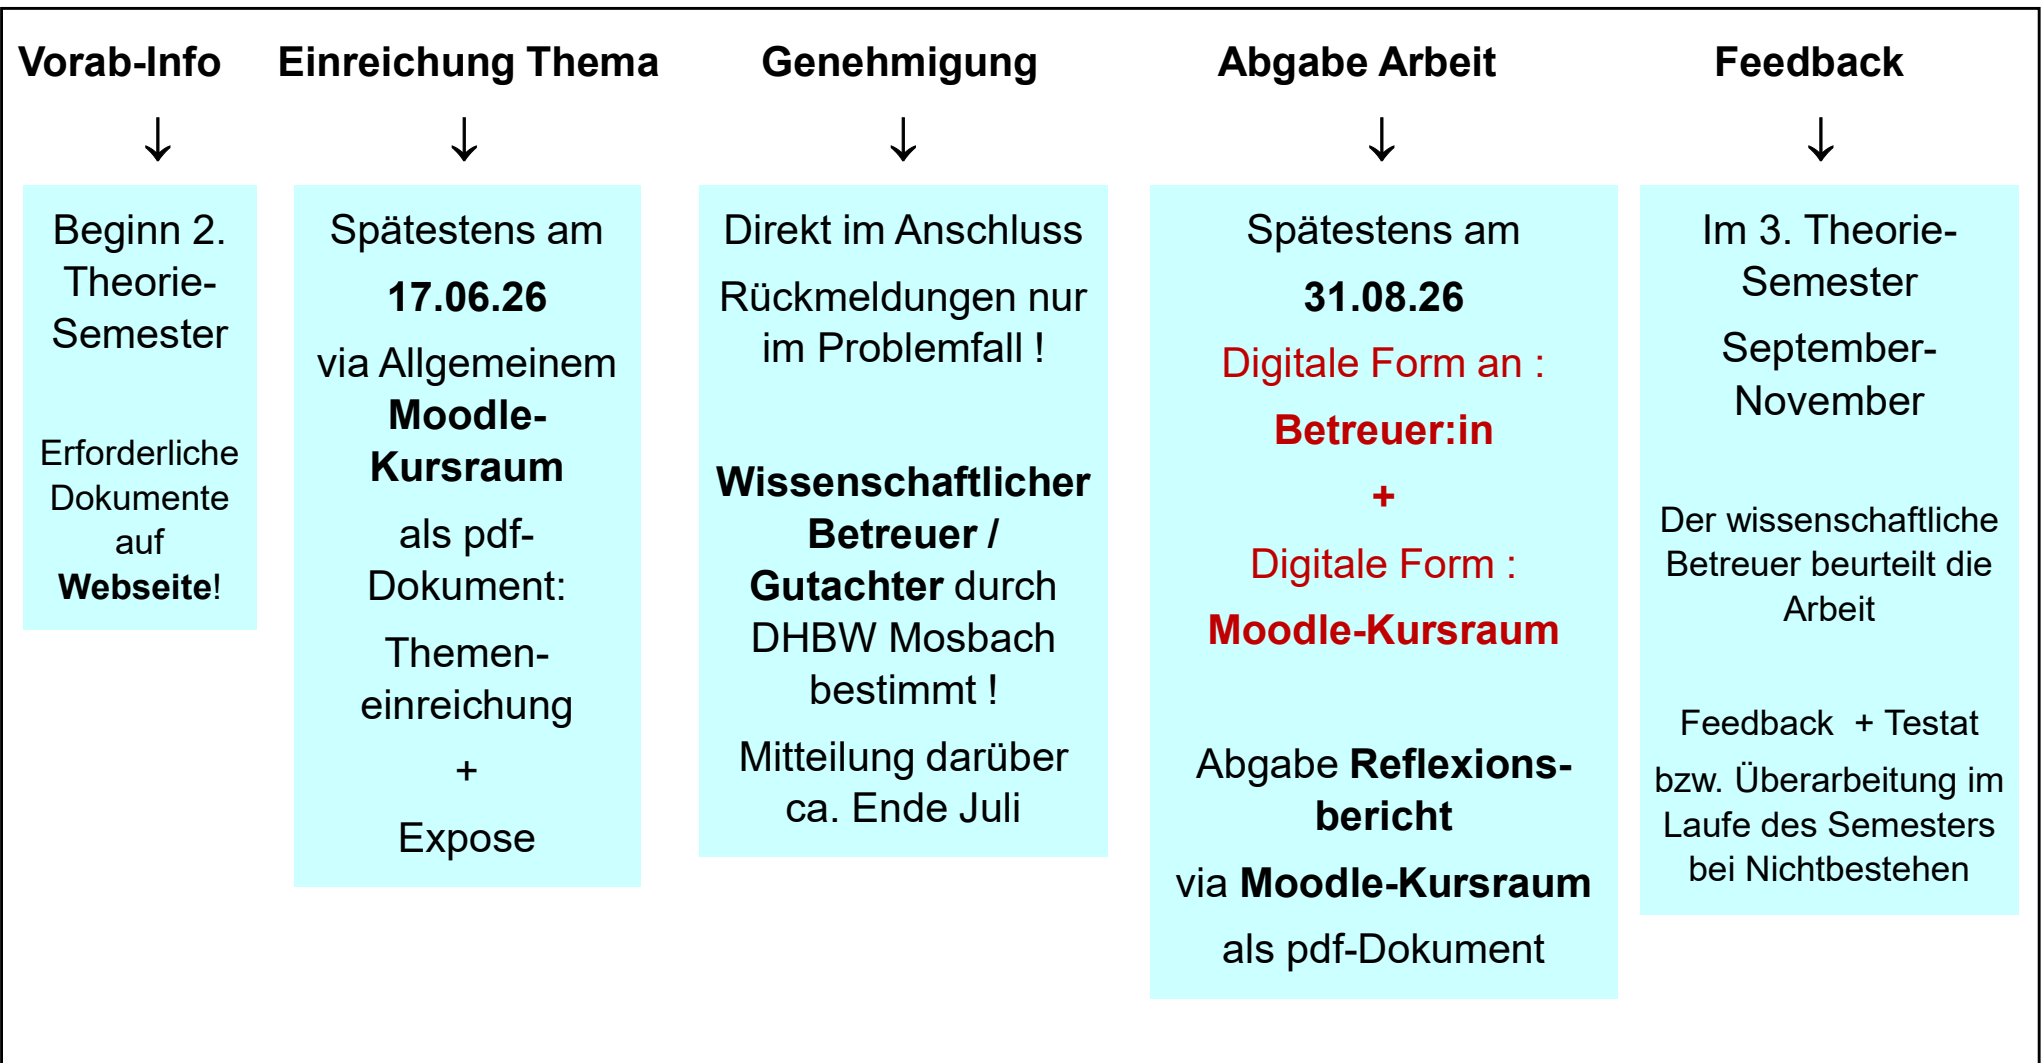 Vorab-Info
Einreichung Thema
Genehmigung
Abgabe Arbeit
Feedback
Beginn 2.
Theorie-
Semester
Erforderliche
Dokumente
auf
Webseite!
Spätestens am
17.06.26
via Allgemeinem
Moodle-
Kursraum
als pdf-
Dokument:
Themen-
einreichung
+
Expose
Direkt im Anschluss
Rückmeldungen nur
im Problemfall !
Wissenschaftlicher
Betreuer /
Gutachter durch
DHBW Mosbach
bestimmt !
Mitteilung darüber
ca. Ende Juli
Spätestens am
31.08.26
Digitale Form an :
Betreuer:in
+
Digitale Form :
Moodle-Kursraum
Abgabe Reflexions-
bericht
via Moodle-Kursraum
als pdf-Dokument
Im 3. Theorie-
Semester
September-
November
Der wissenschaftliche
Betreuer beurteilt die
Arbeit
Feedback + Testat
bzw. Überarbeitung im
Laufe des Semesters
bei Nichtbestehen